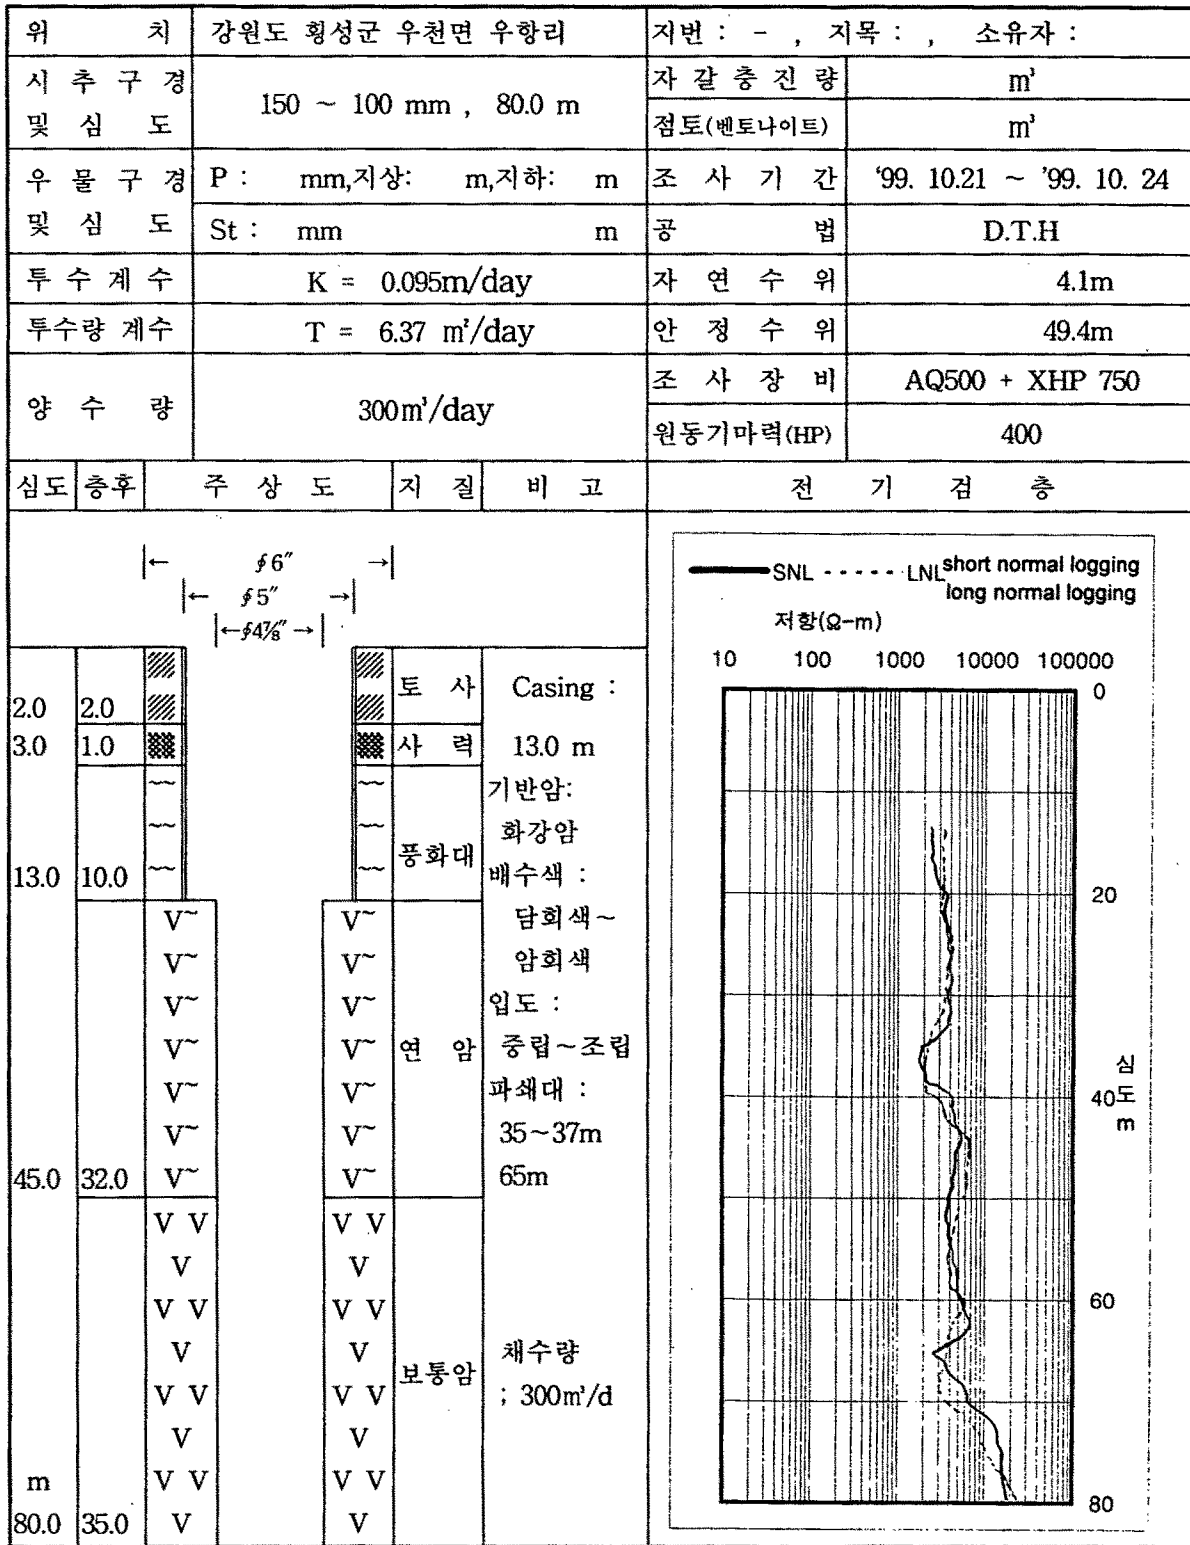 위 치 강원도 횡성군 우천면 우항리 지번 : - , 지목 : , 소유자 :
시 추 구 경 및 심 도 150 ~ 100 mm , 80.0 m
자 갈 충 진 량 m³
점토(벤토나이트) m³
우 물 구 경 및 심 도 P : mm,지상: m,지하: m
St : mm m
조 사 기 간 '99. 10.21 ~ '99. 10. 24
공 법 D.T.H
투 수 계 수 K = 0.095m/day 자 연 수 위 4.1m
투수량 계수 T = 6.37 m²/day 안 정 수 위 49.4m
양 수 량 300m³/day
조 사 장 비 AQ500 + XHP 750
원동기마력(HP) 400
심도 층후 주 상 도 지 질 비 고 전 기 검 층
← ∮6″ →
← ∮5″ →
←∮4⅞″ →
2.0 2.0 토 사 Casing :
3.0 1.0 사 력 13.0 m
13.0 10.0 풍화대
기반암:
화강암
배수색 :
담회색~
암회색
입도 :
중립~조립
파쇄대 :
35~37m
65m
V~ V~
V~ V~
V~ V~
V~ V~
V~ V~
V~ V~
V~ V~
45.0 32.0 연 암
V V V V
V V
V V V V
V V
V V V V
V V
V V V V
V V
보통암
채수량
; 300m³/d
m
80.0 35.0
SNL LNL short normal logging
long normal logging
저항(Ω-m)
10 100 1000 10000 100000
0
20
40
60
80
심
도
m